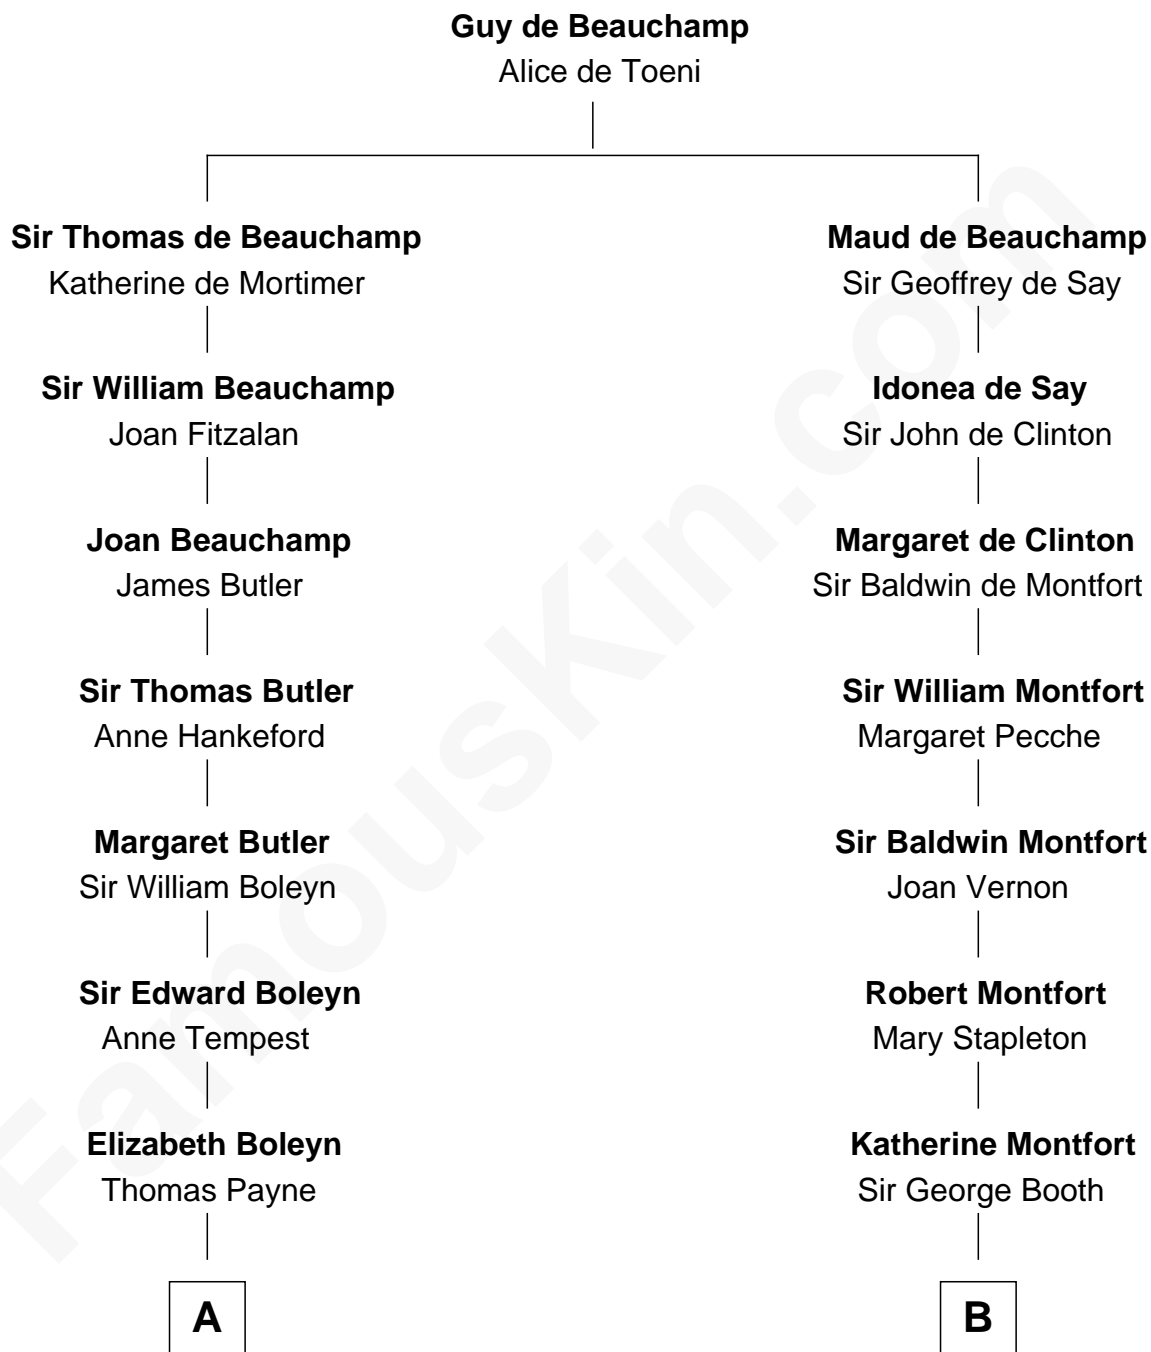 Guy de Beauchamp
Alice de Toeni
Sir Thomas de Beauchamp
Katherine de Mortimer
Maud de Beauchamp
Sir Geoffrey de Say
Sir William Beauchamp
Joan Fitzalan
Idonea de Say
Sir John de Clinton
Joan Beauchamp
James Butler
Margaret de Clinton
Sir Baldwin de Montfort
Sir Thomas Butler
Anne Hankeford
Sir William Montfort
Margaret Pecche
Margaret Butler
Sir William Boleyn
Sir Baldwin Montfort
Joan Vernon
Sir Edward Boleyn
Anne Tempest
Robert Montfort
Mary Stapleton
Elizabeth Boleyn
Thomas Payne
Katherine Montfort
Sir George Booth
A
B
FamousKin.com